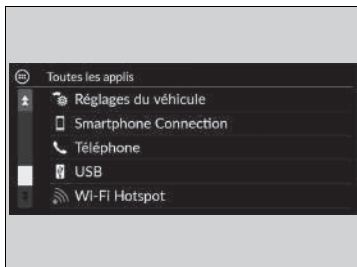 Toutes les applis
Réglages du véhicule
Smartphone Connection
Téléphone
USB
Wi-Fi Hotspot